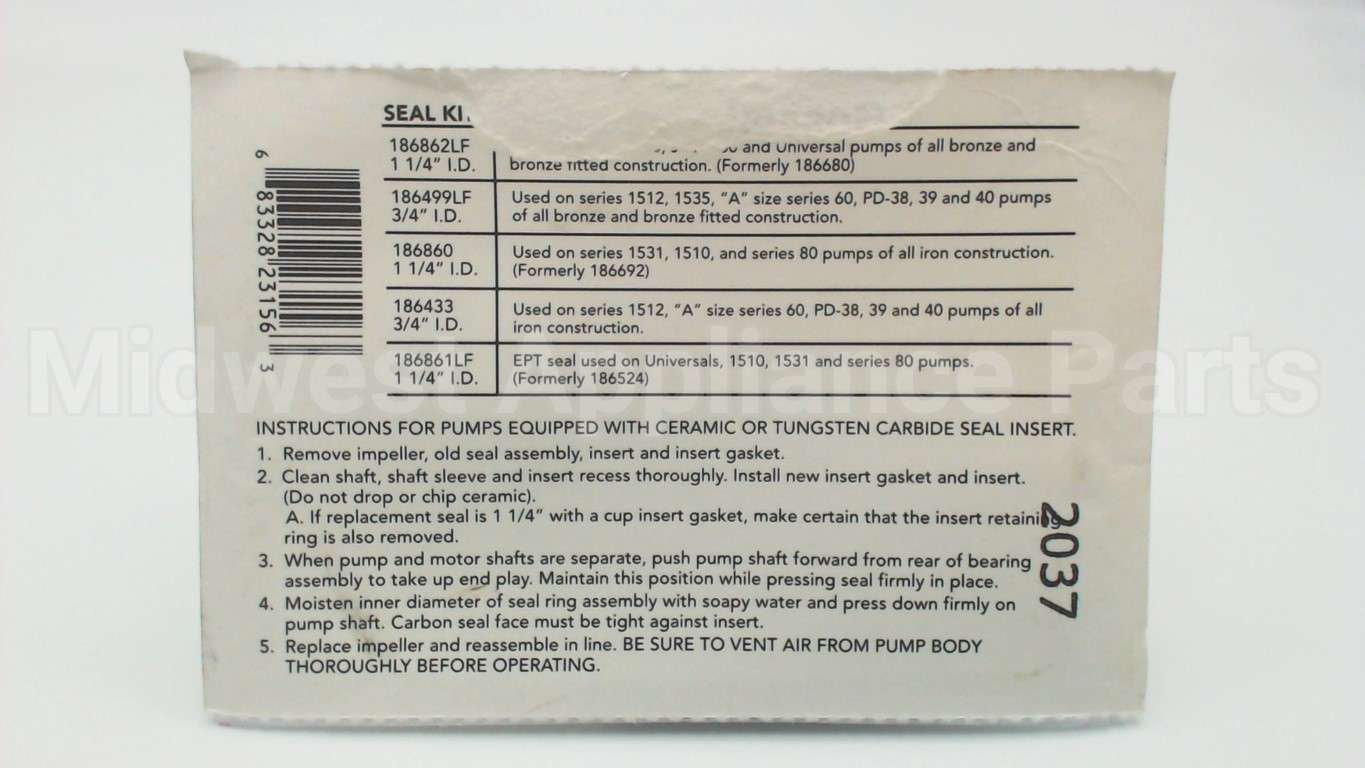 SEAL
186862LF
1 1/4” I.D.
and Universal pumps of all bronze and
bronze fitted construction. (Formerly 186680)
186499LF
3/4” I.D.
Used on series 1512, 1535, “A” size series 60, PD-38, 39 and 40 pumps
of all bronze and bronze fitted construction.
186860
1 1/4” I.D.
Used on series 1531, 1510, and series 80 pumps of all iron construction.
(Formerly 186692)
186433
3/4” I.D.
Used on series 1512, “A” size series 60, PD-38, 39 and 40 pumps of all
iron construction.
186861LF
1 1/4” I.D.
EPT seal used on Universals, 1510, 1531 and series 80 pumps.
(Formerly 186524)
6 83328 23156 3
INSTRUCTIONS FOR PUMPS EQUIPPED WITH CERAMIC OR TUNGSTEN CARBIDE SEAL INSERT.
1. Remove impeller, old seal assembly, insert and insert gasket.
2. Clean shaft, shaft sleeve and insert recess thoroughly. Install new insert gasket and insert.
(Do not drop or chip ceramic).
A. If replacement seal is 1 1/4” with a cup insert gasket, make certain that the insert retaining
ring is also removed.
3. When pump and motor shafts are separate, push pump shaft forward from rear of bearing
assembly to take up end play. Maintain this position while pressing seal firmly in place.
4. Moisten inner diameter of seal ring assembly with soapy water and press down firmly on
pump shaft. Carbon seal face must be tight against insert.
5. Replace impeller and reassemble in line. BE SURE TO VENT AIR FROM PUMP BODY
THOROUGHLY BEFORE OPERATING.
2037
Midwest Appliance Parts